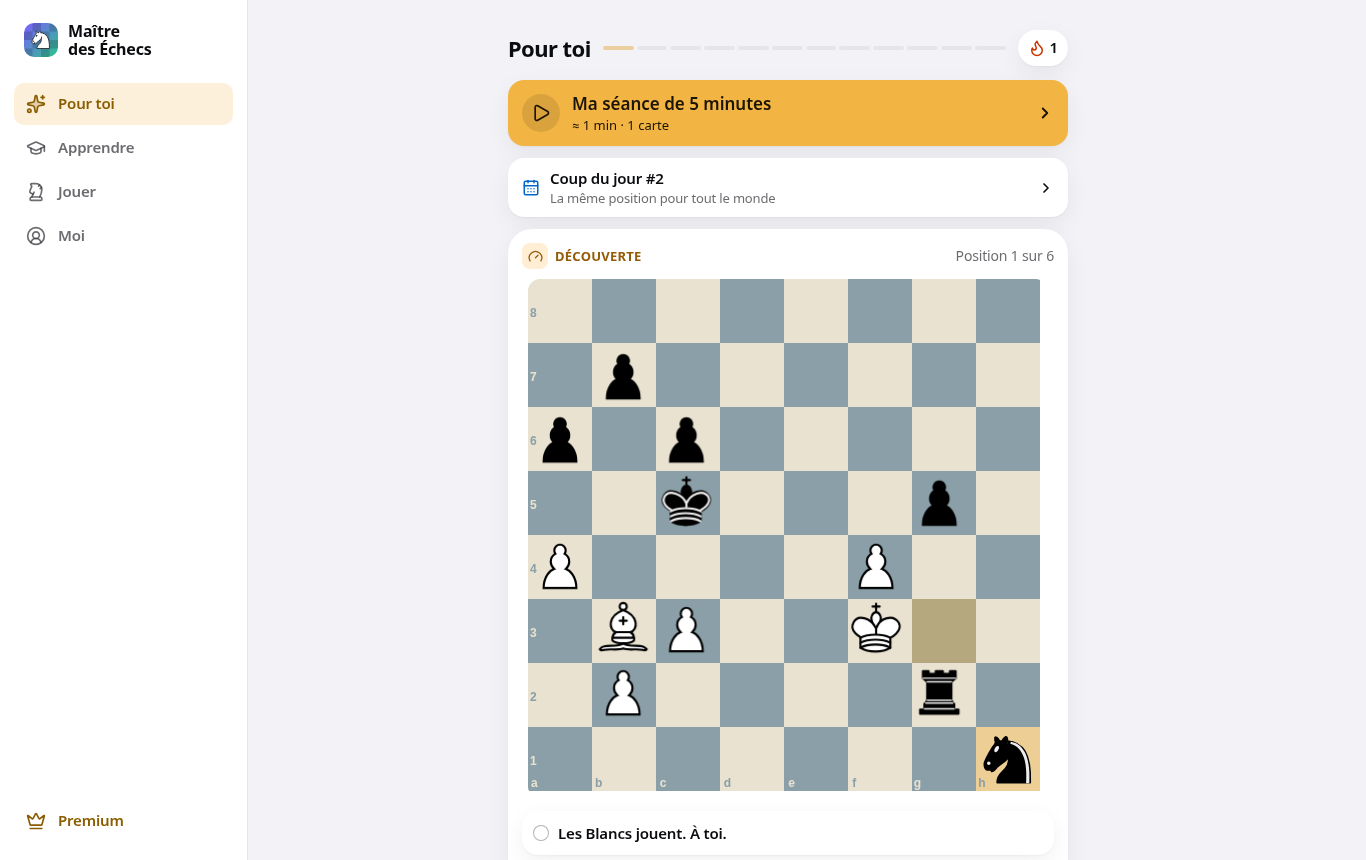 Maître
des Échecs
Pour toi
Apprendre
Jouer
Moi
Premium
Pour toi
1
Ma séance de 5 minutes
≈ 1 min · 1 carte
Coup du jour #2
La même position pour tout le monde
DÉCOUVERTE
Position 1 sur 6
8
7
6
5
4
3
2
1
a b c d e f g h
Les Blancs jouent. À toi.